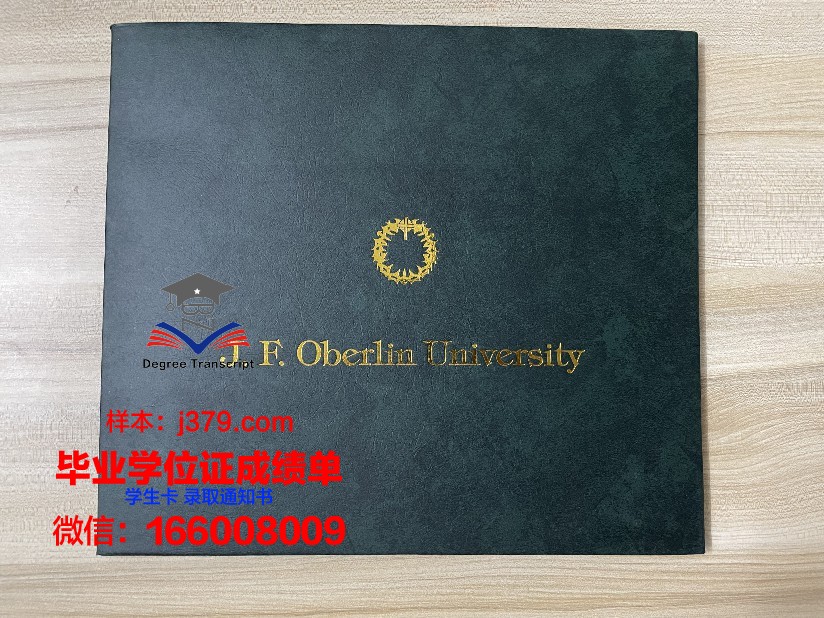 J. F. Oberlin University
Degree Transcript
样本：j379.com
毕业学位证成绩单
学生卡 录取通知书
微信：166008009